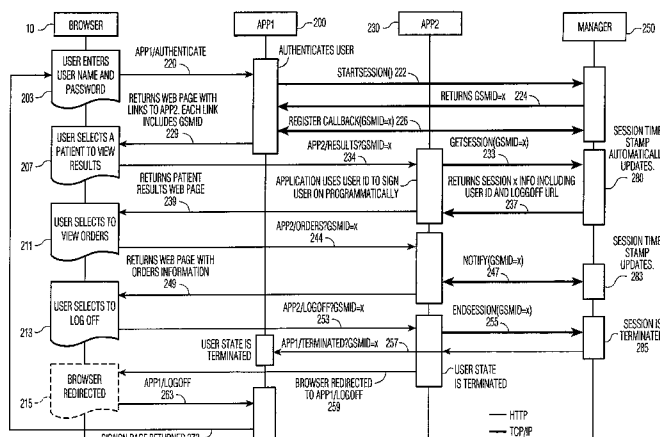 10
BROWSER
APP1
200
230
APP2
MANAGER
250
USER ENTERS
USER NAME AND
PASSWORD
203
APP1/AUTHENTICATE
220
AUTHENTICATES USER
STARTSESSION() 222
RETURNS GSMID=x 224
RETURNS WEB PAGE WITH
LINKS TO APP2. EACH LINK
INCLUDES GSMID
229
REGISTER CALLBACK(GSMID=x) 226
USER SELECTS A
PATIENT TO VIEW
RESULTS
207
APP2/RESULTS?GSMID=x
234
GETSESSION(GSMID=x)
233
SESSION TIME
STAMP
AUTOMATICALLY
UPDATES.
280
RETURNS PATIENT
RESULTS WEB PAGE
239
APPLICATION USES USER ID TO SIGN
USER ON PROGRAMMATICALLY
RETURNS SESSION x INFO INCLUDING
USER ID AND LOGGOFF URL
237
USER SELECTS TO
VIEW ORDERS
211
APP2/ORDERS?GSMID=x
244
RETURNS WEB PAGE WITH
ORDERS INFORMATION
249
NOTIFY(GSMID=x)
247
SESSION TIME
STAMP
UPDATES.
283
USER SELECTS TO
LOG OFF
213
APP2/LOGOFF?GSMID=x
253
ENDSESSION(GSMID=x)
255
SESSION IS
TERMINATED
285
USER STATE IS
TERMINATED
APP1/TERMINATED?GSMID=x 257
BROWSER
REDIRECTED
215
APP1/LOGOFF
263
BROWSER REDIRECTED
TO APP1/LOGOFF
259
USER STATE
IS TERMINATED
HTTP
TCP/IP
SIGNON PAGE RETURNED